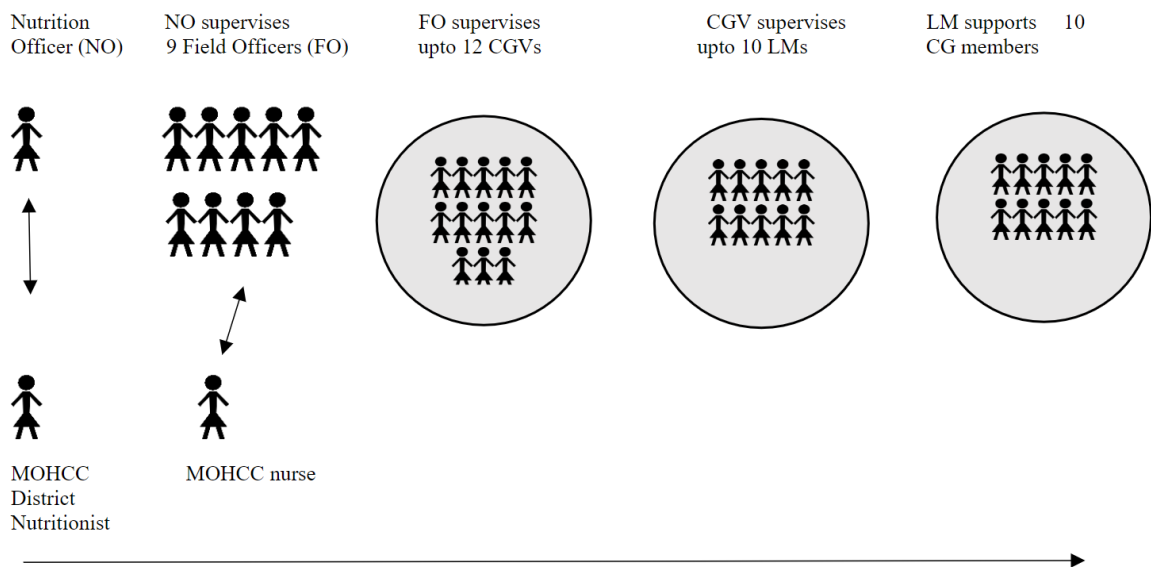 Nutrition
Officer (NO)
NO supervises
9 Field Officers (FO)
FO supervises
upto 12 CGVs
CGV supervises
upto 10 LMs
LM supports 10
CG members
MOHCC
District
Nutritionist
MOHCC nurse